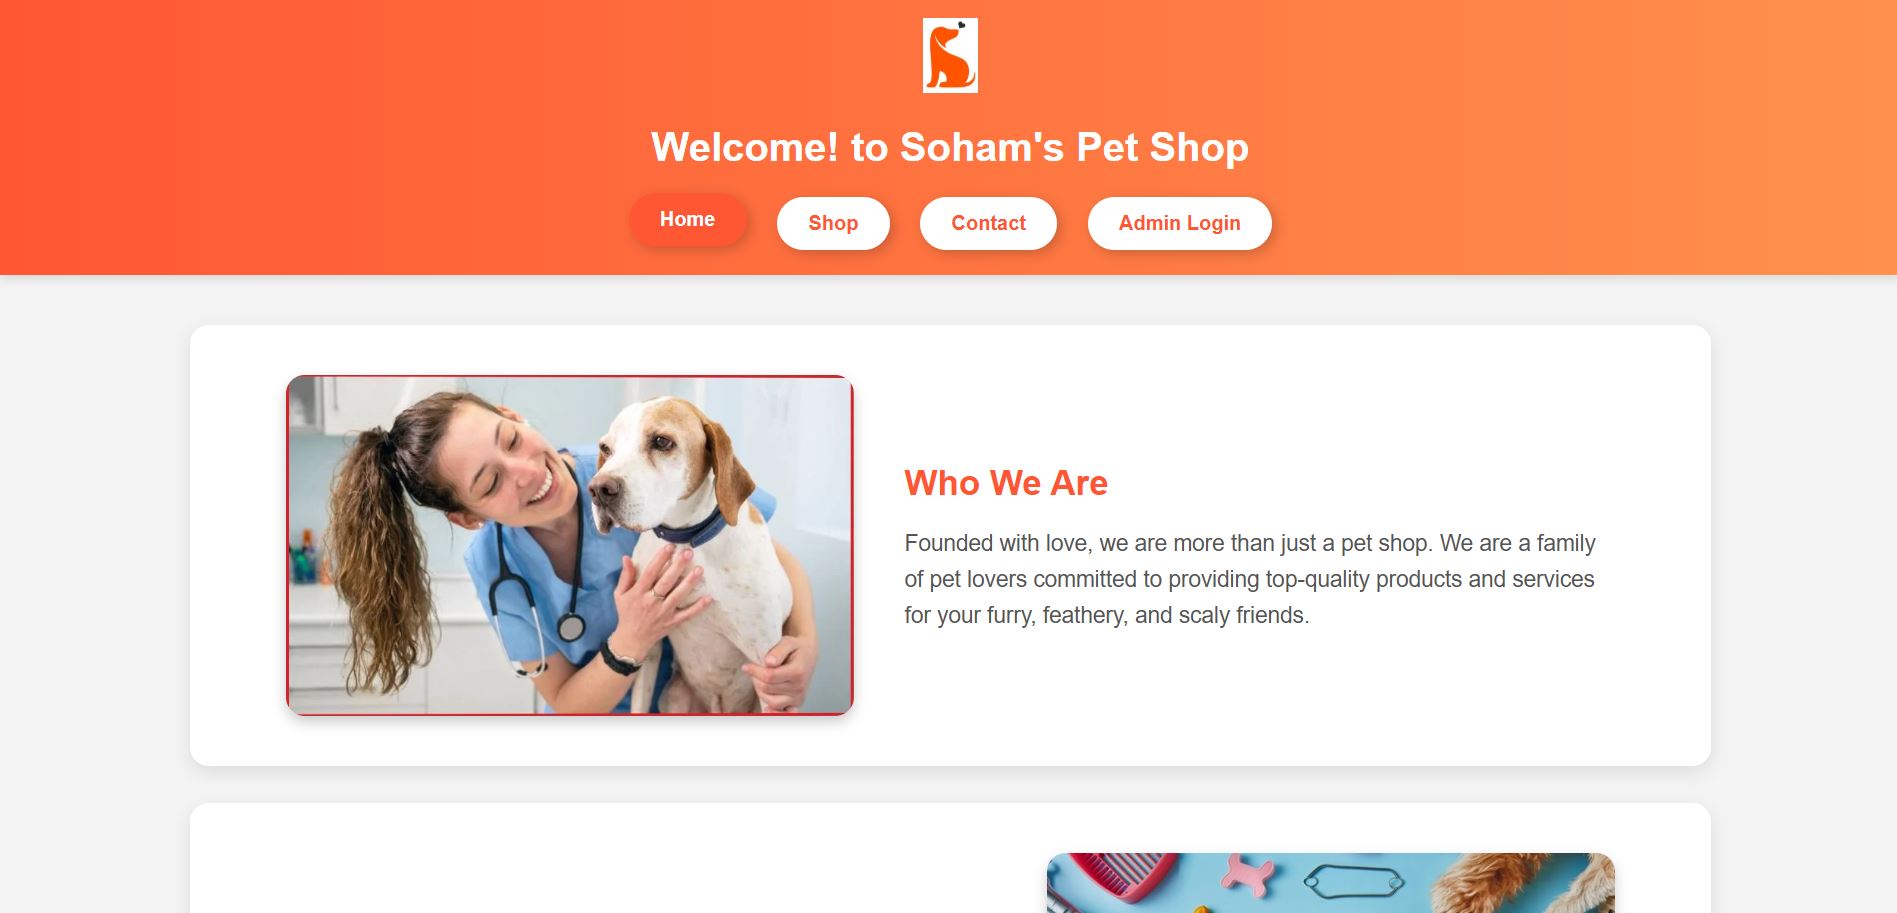 Welcome! to Soham's Pet Shop
Home Shop Contact Admin Login
Who We Are
Founded with love, we are more than just a pet shop. We are a family
of pet lovers committed to providing top-quality products and services
for your furry, feathery, and scaly friends.